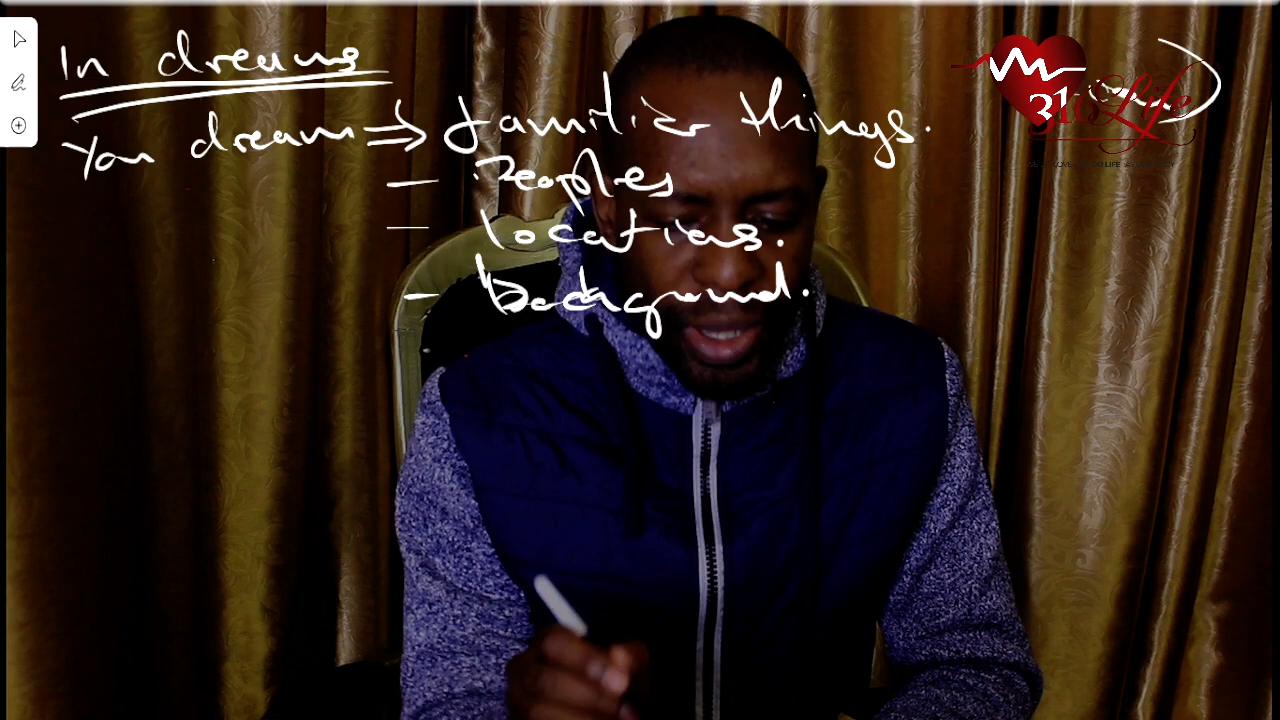 In dreams
You dream ⇒ familiar things.
- Peoples
- locations.
- background.
31 Life